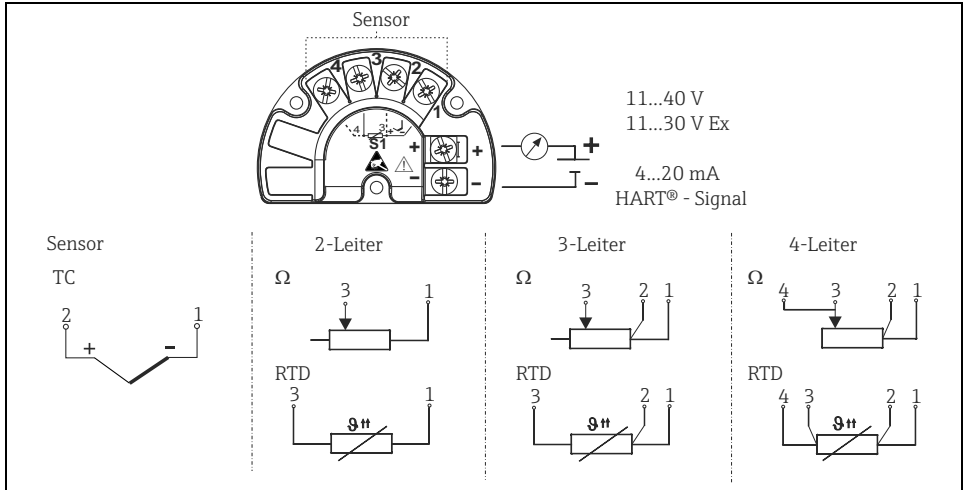 Sensor
4 3 2 1
4 3
S1
+ +
- -
11...40 V
11...30 V Ex
+
-
4...20 mA
HART® - Signal
Sensor
TC
2 1
+ -
2-Leiter
Ω
3 1
RTD
3 1
ϑ
3-Leiter
Ω
3 2 1
RTD
3 2 1
ϑ
4-Leiter
Ω
4 3 2 1
RTD
4 3 2 1
ϑ